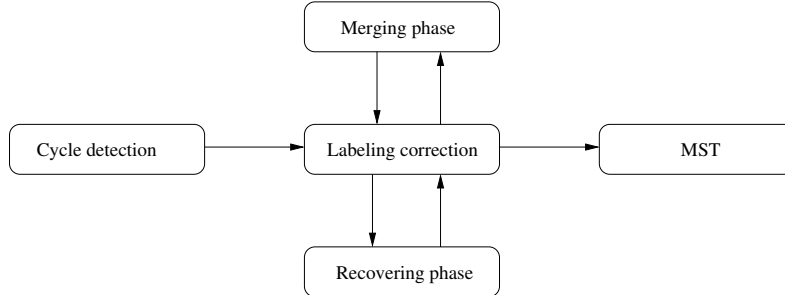 Merging phase
Cycle detection
Labeling correction
MST
Recovering phase